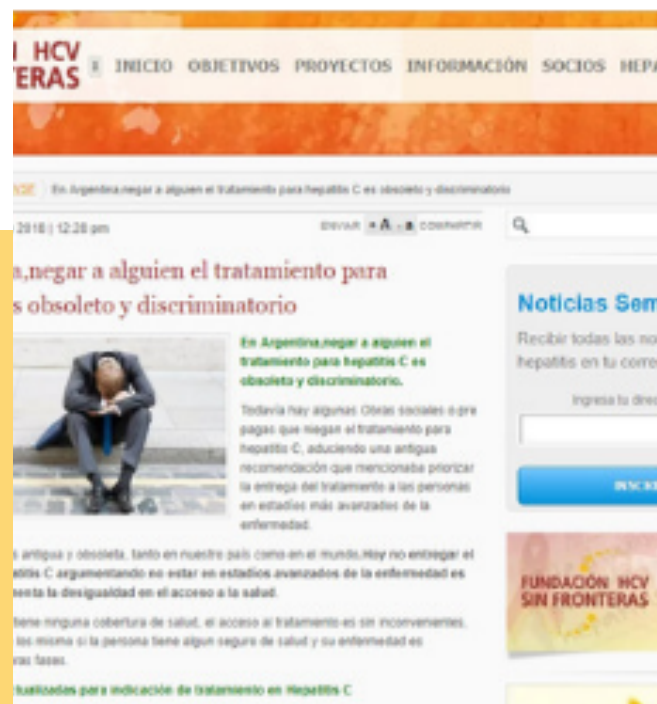 HCV
ERAS
INICIO OBJETIVOS PROYECTOS INFORMACIÓN SOCIOS HEPA
En Argentina,negar a alguien el tratamiento para hepatitis C es obsoleto y discriminatorio
2018 | 12:28 pm
ENVIAR + A - a COMPARTIR
a,negar a alguien el tratamiento para
s obsoleto y discriminatorio
En Argentina,negar a alguien el
tratamiento para hepatitis C es
obsoleto y discriminatorio.
Todavía hay algunas Obras sociales o pre
pagas que niegan el tratamiento para
hepatitis C, aduciendo una antigua
recomendación que mencionaba priorizar
la entrega del tratamiento a las personas
en estadíos más avanzados de la
enfermedad.
s antigua y obsoleta, tanto en nuestro país como en el mundo.Hoy no entregar el
atitis C argumentando no estar en estadíos avanzados de la enfermedad es
menta la desigualdad en el acceso a la salud.
tiene ninguna cobertura de salud, el acceso al tratamiento es sin inconvenientes,
los mismo si la persona tiene algun seguro de salud y su enfermedad es
ras fases.
ctualizadas para indicación de tratamiento en Hepatitis C
Noticias Sem
Recibir todas las no
hepatitis en tu corre
Ingresa tu direc
INSCRI
FUNDACIÓN HCV
SIN FRONTERAS